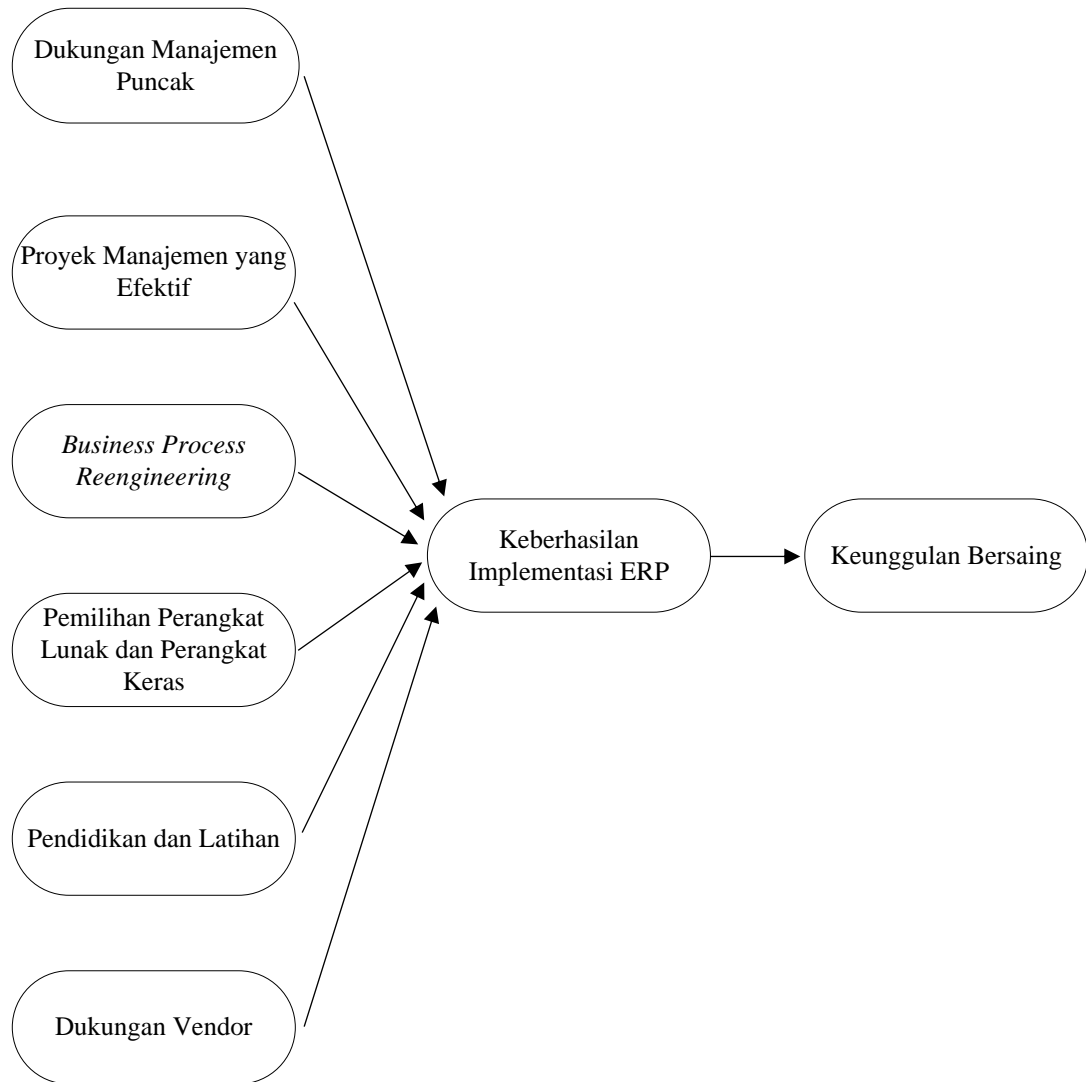 Dukungan Manajemen
Puncak
Proyek Manajemen yang
Efektif
Business Process
Reengineering
Pemilihan Perangkat
Lunak dan Perangkat
Keras
Pendidikan dan Latihan
Dukungan Vendor
Keberhasilan
Implementasi ERP
Keunggulan Bersaing